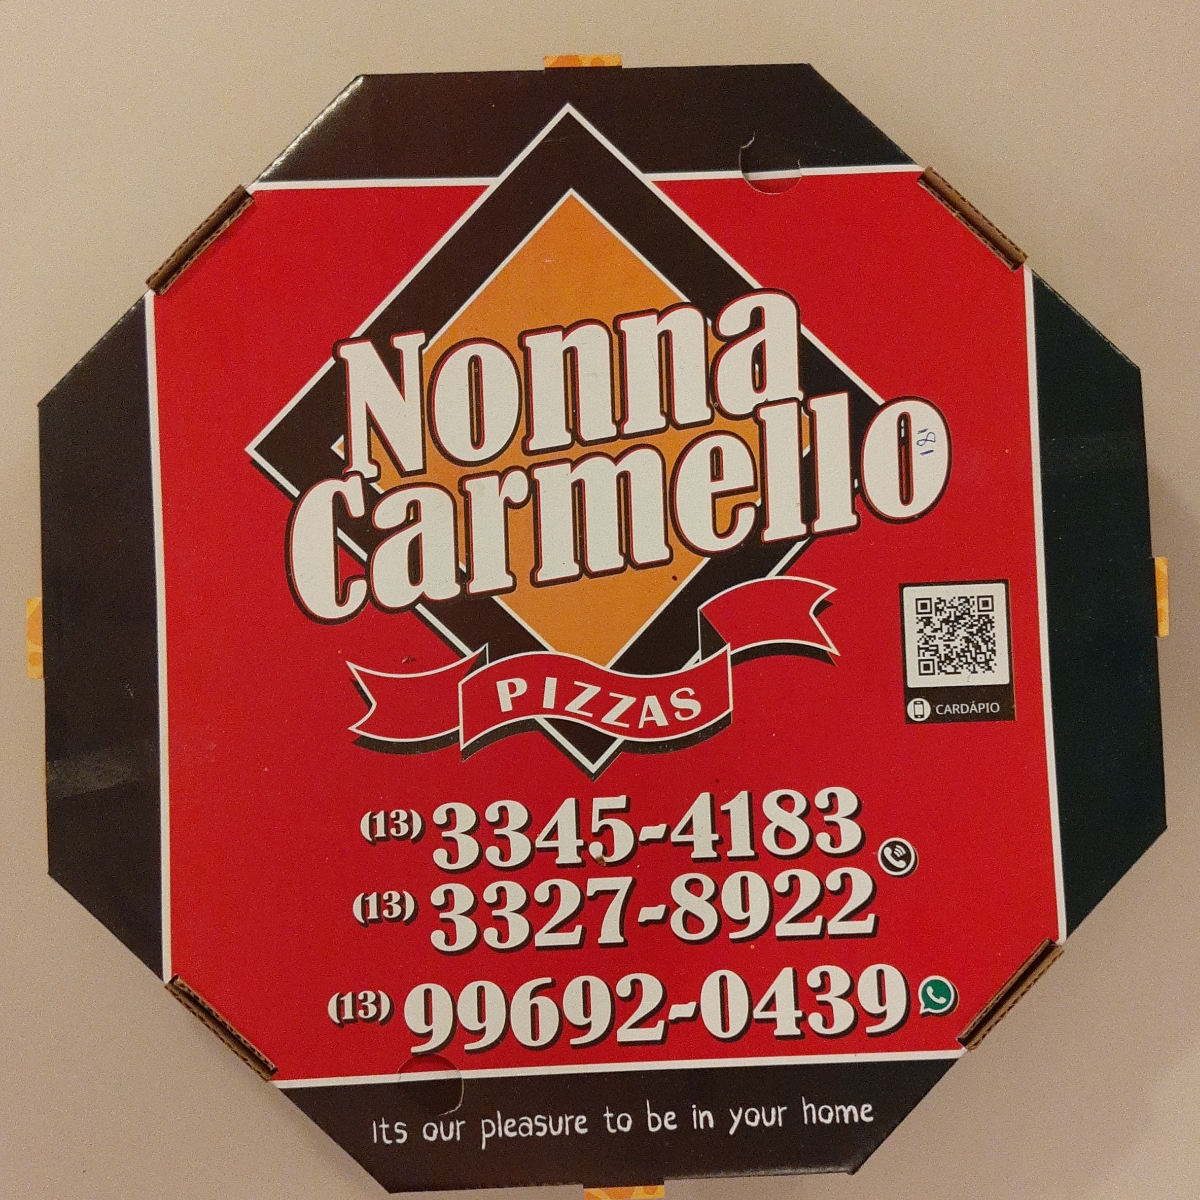 Nonna
Carmello
PIZZAS
CARDÁPIO
(13) 3345-4183
(13) 3327-8922
(13) 99692-0439
Its our pleasure to be in your home